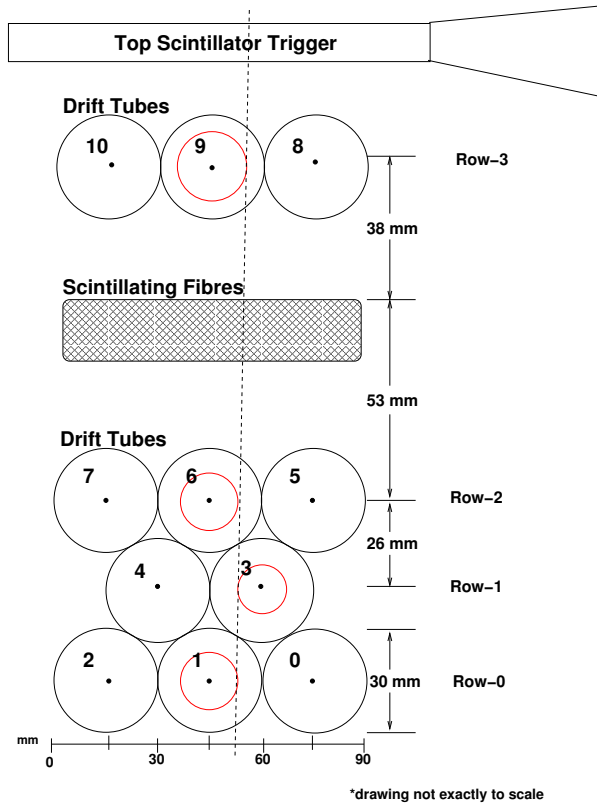 Top Scintillator Trigger
Drift Tubes
10 9 8
Row-3
38 mm
Scintillating Fibres
53 mm
Drift Tubes
7 6 5
Row-2
26 mm
4 3
Row-1
2 1 0
30 mm
Row-0
mm
0 30 60 90
*drawing not exactly to scale